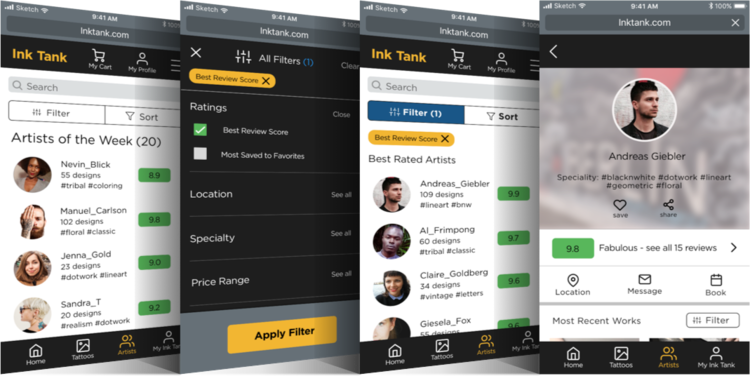 Sketch
9:41 AM
Inktank.com
Ink Tank
My Cart
My Profile
Search
Filter
Sort
Artists of the Week (20)
Nevin_Blick
55 designs
#tribal #coloring
8.9
Manuel_Carlson
102 designs
#floral #classic
9.8
Jenna_Gold
23 designs
#dotwork #lineart
9.0
Sandra_T
20 designs
#realism #dotwork
9.2
Home
Tattoos
Artists
My Ink Tank
Sketch
9:41 AM
Inktank.com
All Filters (1)
Clear
Best Review Score
Ratings
Close
Best Review Score
Most Saved to Favorites
Location
See all
Specialty
See all
Price Range
See all
Apply Filter
Sketch
9:41 AM
Inktank.com
Ink Tank
My Cart
My Profile
Search
Filter (1)
Sort
Best Review Score
Best Rated Artists
Andreas_Giebler
109 designs
#lineart #bnw
9.9
Al_Frimpong
60 designs
#tribal #classic
9.7
Claire_Goldberg
34 designs
#vintage #letters
9.6
Giesela_Fox
55 designs
9.6
Home
Tattoos
Artists
My Ink Tank
Sketch
9:41 AM
100%
Inktank.com
Andreas Giebler
Speciality: #blacknwhite #dotwork #lineart
#geometric #floral
save
share
9.8
Fabulous - see all 15 reviews
Location
Message
Book
Most Recent Works
Filter
Home
Tattoos
Artists
My Ink Tank